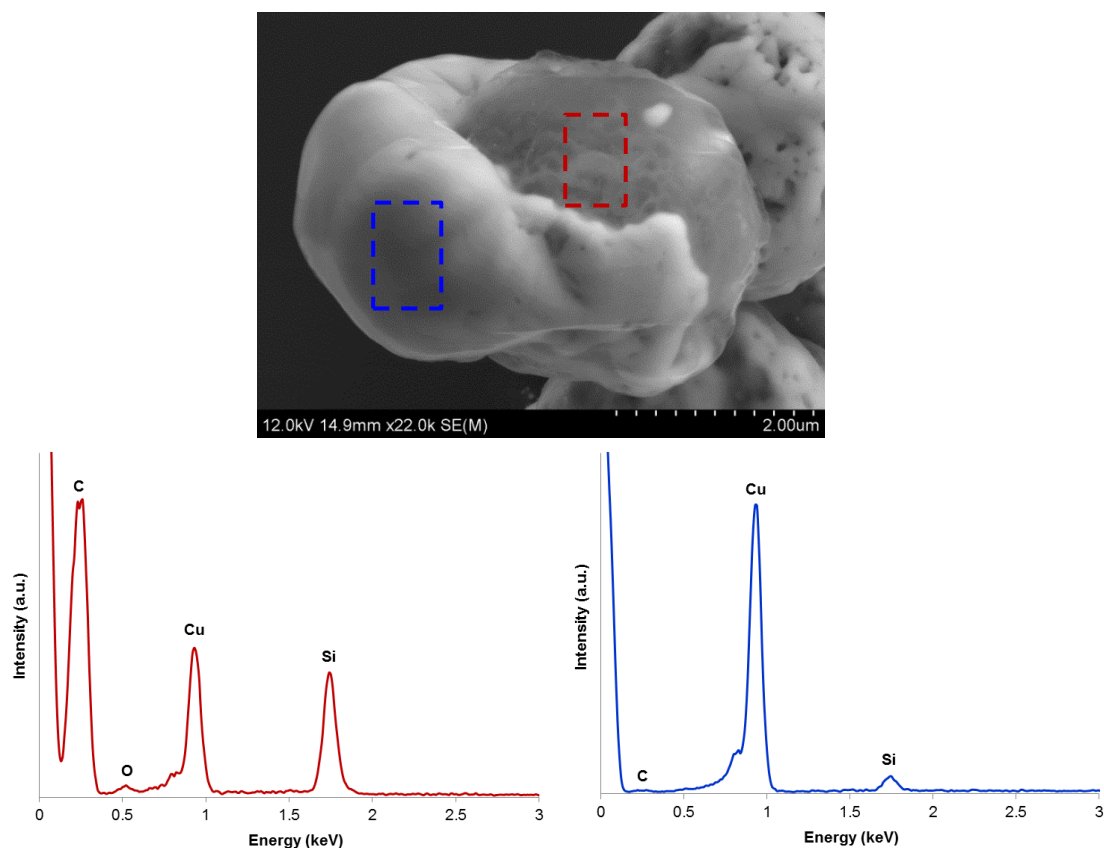 12.0kV 14.9mm x22.0k SE(M)
2.00um
C
O
Cu
Si
Intensity (a.u.)
0
0.5
1
1.5
2
2.5
3
Energy (keV)
C
Cu
Si
Intensity (a.u.)
0
0.5
1
1.5
2
2.5
3
Energy (keV)